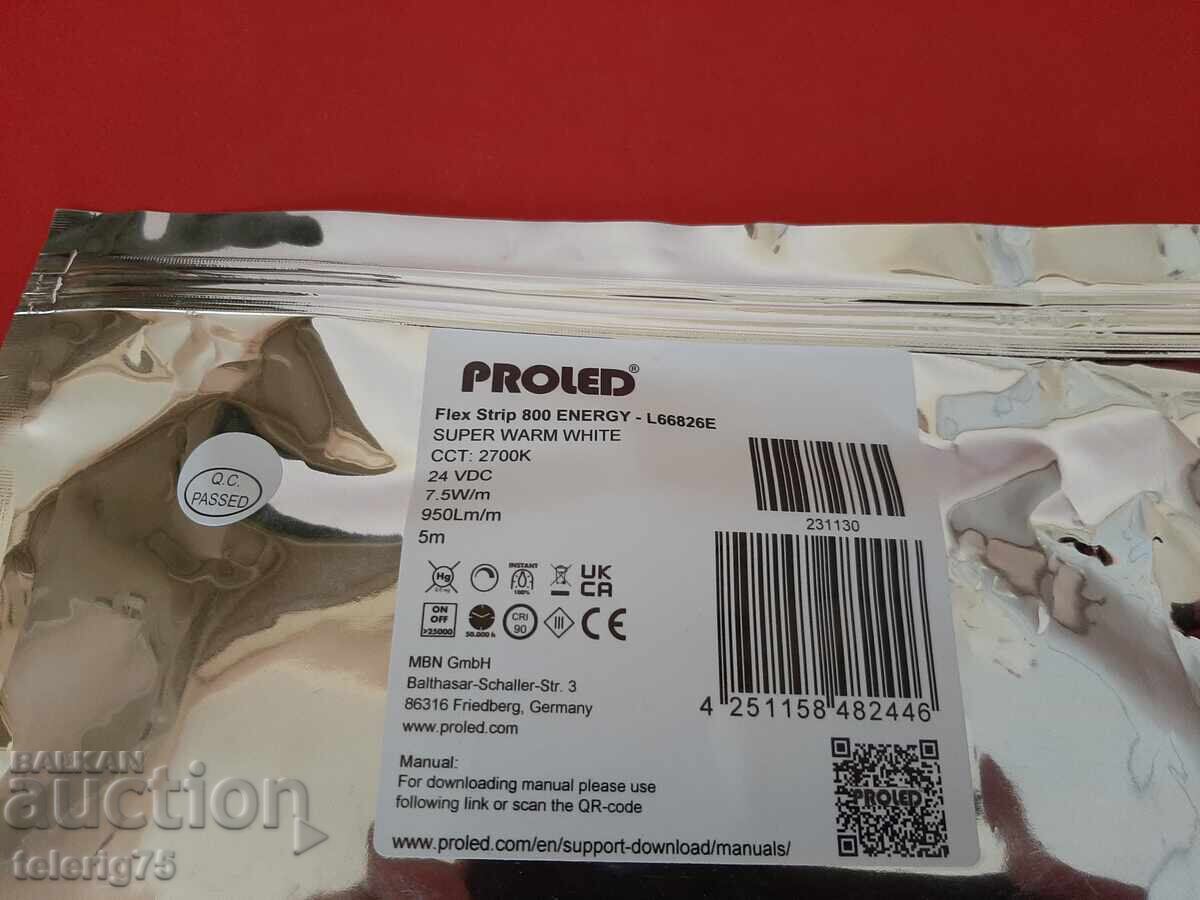 PROLED®
Flex Strip 800 ENERGY - L66826E
SUPER WARM WHITE
CCT: 2700K
24 VDC
7.5W/m
950Lm/m
5m
Q.C.
PASSED
231130
Hg
INSTANT
100%
UK
CA
ON
OFF
>25000
50.000 h
CRI
90
III
CE
4 251158 482446
MBN GmbH
Balthasar-Schaller-Str. 3
86316 Friedberg, Germany
www.proled.com
Manual:
For downloading manual please use
following link or scan the QR-code
PROLED
www.proled.com/en/support-download/manuals/
BALKAN
auction
telerig75